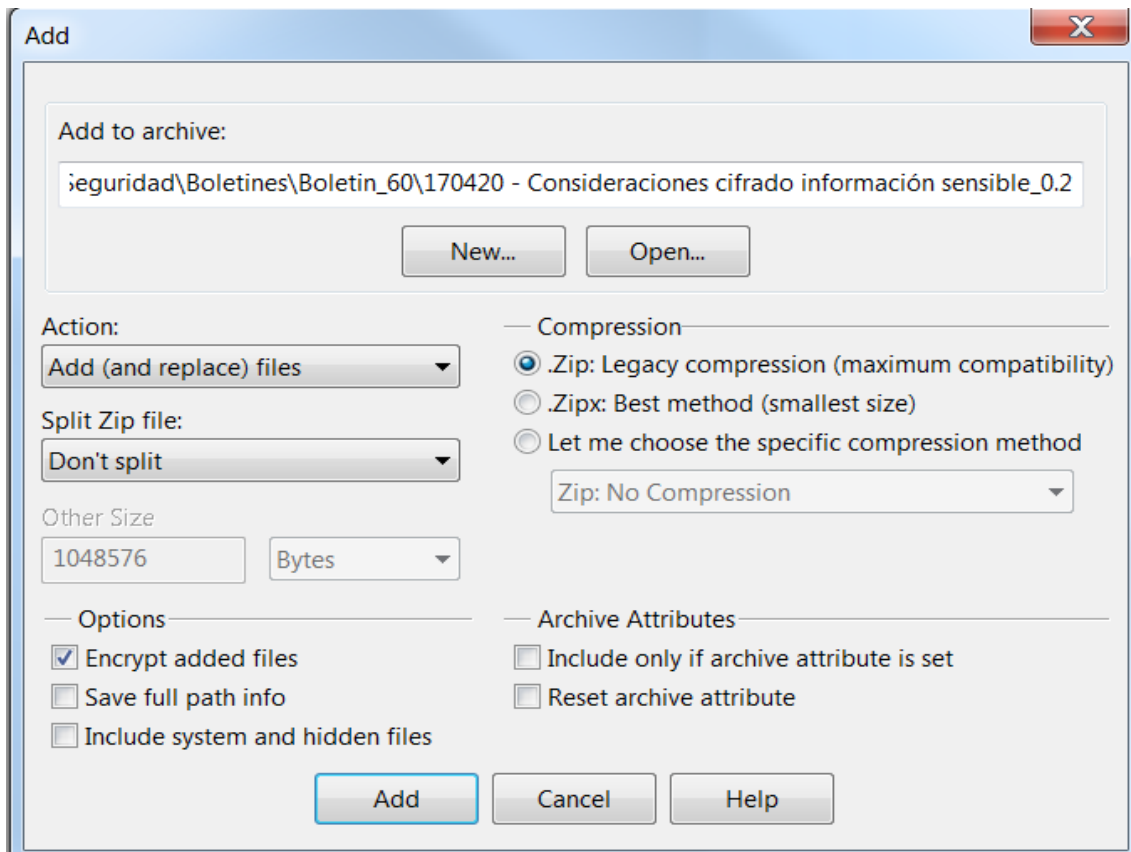 Add
Add to archive:
Seguridad\Boletines\Boletin_60\170420 - Consideraciones cifrado información sensible_0.2
New...
Open...
Action:
Add (and replace) files
Split Zip file:
Don't split
Other Size
1048576
Bytes
Compression
.Zip: Legacy compression (maximum compatibility)
.Zipx: Best method (smallest size)
Let me choose the specific compression method
Zip: No Compression
Options
Encrypt added files
Save full path info
Include system and hidden files
Archive Attributes
Include only if archive attribute is set
Reset archive attribute
Add
Cancel
Help